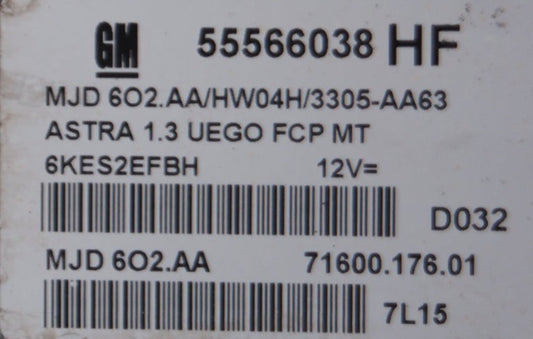 GM 55566038 HF
MJD 6O2.AA/HW04H/3305-AA63
ASTRA 1.3 UEGO FCP MT
6KES2EFBH 12V=
D032
MJD 6O2.AA 71600.176.01
7L15